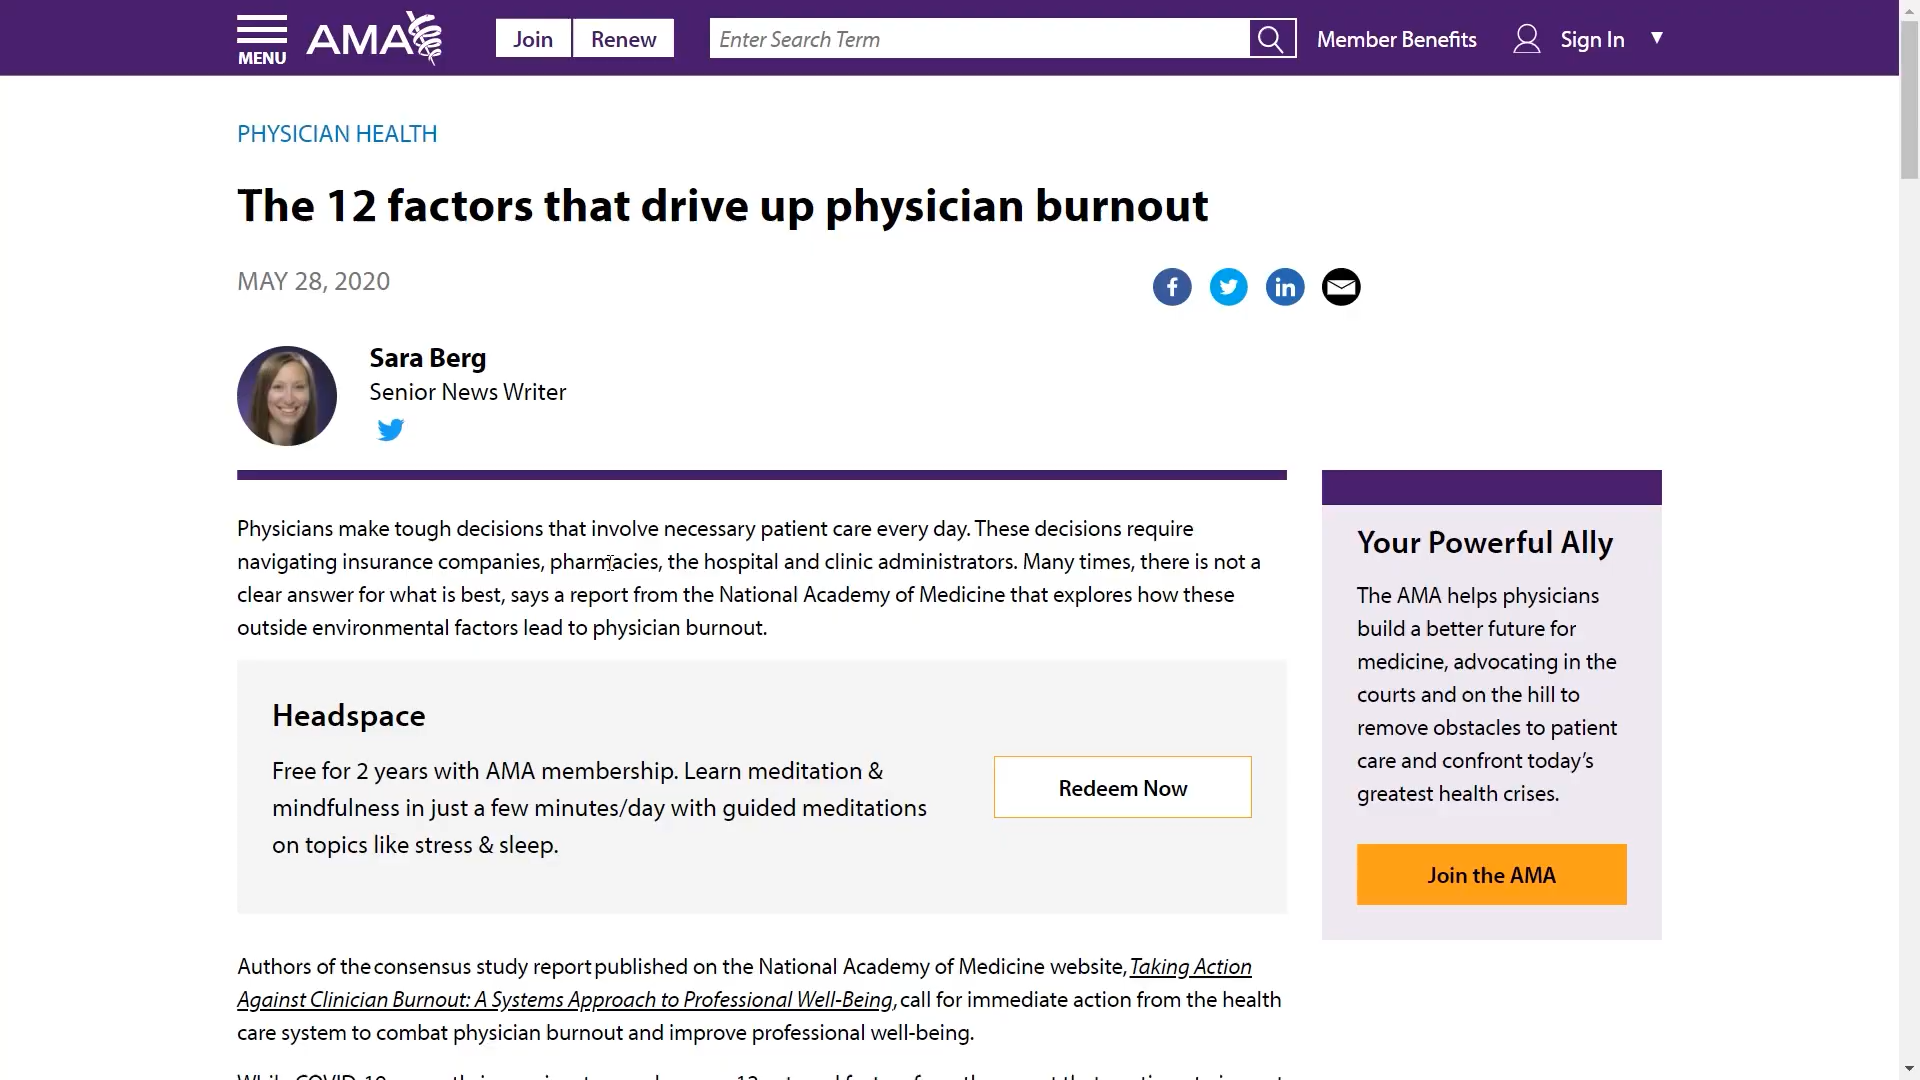 MENU
AMA
Join
Renew
Enter Search Term
Member Benefits
Sign In
PHYSICIAN HEALTH
The 12 factors that drive up physician burnout
MAY 28, 2020
Sara Berg
Senior News Writer
Physicians make tough decisions that involve necessary patient care every day. These decisions require
navigating insurance companies, pharmacies, the hospital and clinic administrators. Many times, there is not a
clear answer for what is best, says a report from the National Academy of Medicine that explores how these
outside environmental factors lead to physician burnout.
Headspace
Free for 2 years with AMA membership. Learn meditation &
mindfulness in just a few minutes/day with guided meditations
on topics like stress & sleep.
Redeem Now
Authors of the consensus study report published on the National Academy of Medicine website, Taking Action
Against Clinician Burnout: A Systems Approach to Professional Well-Being, call for immediate action from the health
care system to combat physician burnout and improve professional well-being.
Your Powerful Ally
The AMA helps physicians
build a better future for
medicine, advocating in the
courts and on the hill to
remove obstacles to patient
care and confront today’s
greatest health crises.
Join the AMA